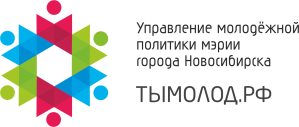 Управление молодёжной
политики мэрии
города Новосибирска
ТЫМОЛОД.РФ